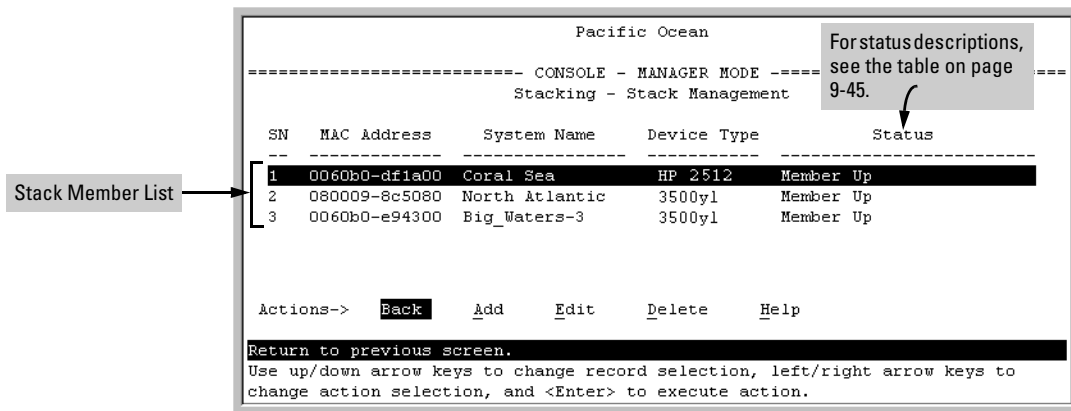 Pacific Ocean
For status descriptions,
see the table on page
9-45.
==========================- CONSOLE - MANAGER MODE -==========================
Stacking - Stack Management
SN MAC Address System Name Device Type Status
-- ------------- --------------- ----------- -------------------------
1 0060b0-df1a00 Coral Sea HP 2512 Member Up
2 080009-8c5080 North Atlantic 3500yl Member Up
3 0060b0-e94300 Big_Waters-3 3500yl Member Up
Stack Member List
Actions-> Back Add Edit Delete Help
Return to previous screen.
Use up/down arrow keys to change record selection, left/right arrow keys to
change action selection, and <Enter> to execute action.